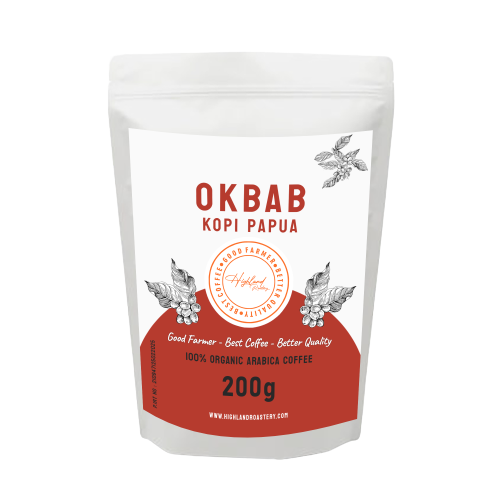 OKBAB
KOPI PAPUA
GOOD FARMER • BETTER QUALITY • BEST COFFEE •
Highland
Good Farmer - Best Coffee - Better Quality
100% ORGANIC ARABICA COFFEE
200g
WWW.HIGHLANDROASTERY.COM